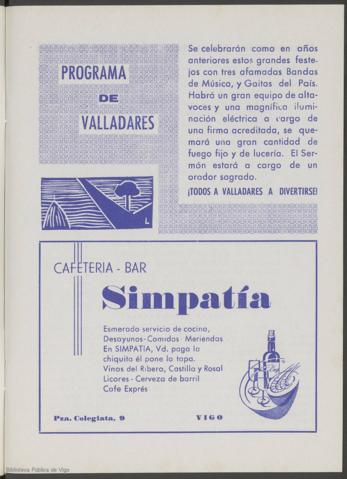 PROGRAMA
DE
VALLADARES
Se celebrarán como en años
anteriores estos grandes feste-
jos con tres afamadas Bandas
de Música, y Gaitas del País.
Habrá un gran equipo de alta-
voces y una magnífica ilumi-
nación eléctrica a cargo de
una firma acreditada, se que-
mará una gran cantidad de
fuego fijo y de lucería. El Ser-
món estará a cargo de un
orador sagrado.
¡TODOS A VALLADARES A DIVERTIRSE!
L
CAFETERIA - BAR
Simpatía
Esmerado servicio de cocina,
Desayunos-Comidas Meriendas
En SIMPATIA, Vd. paga la
chiquito él pone la tapa.
Vinos del Ribero, Castilla y Rosal
Licores - Cerveza de barril
Cafe Exprés
Pza. Colegiata, 9 VIGO
Biblioteca Pública de Vigo